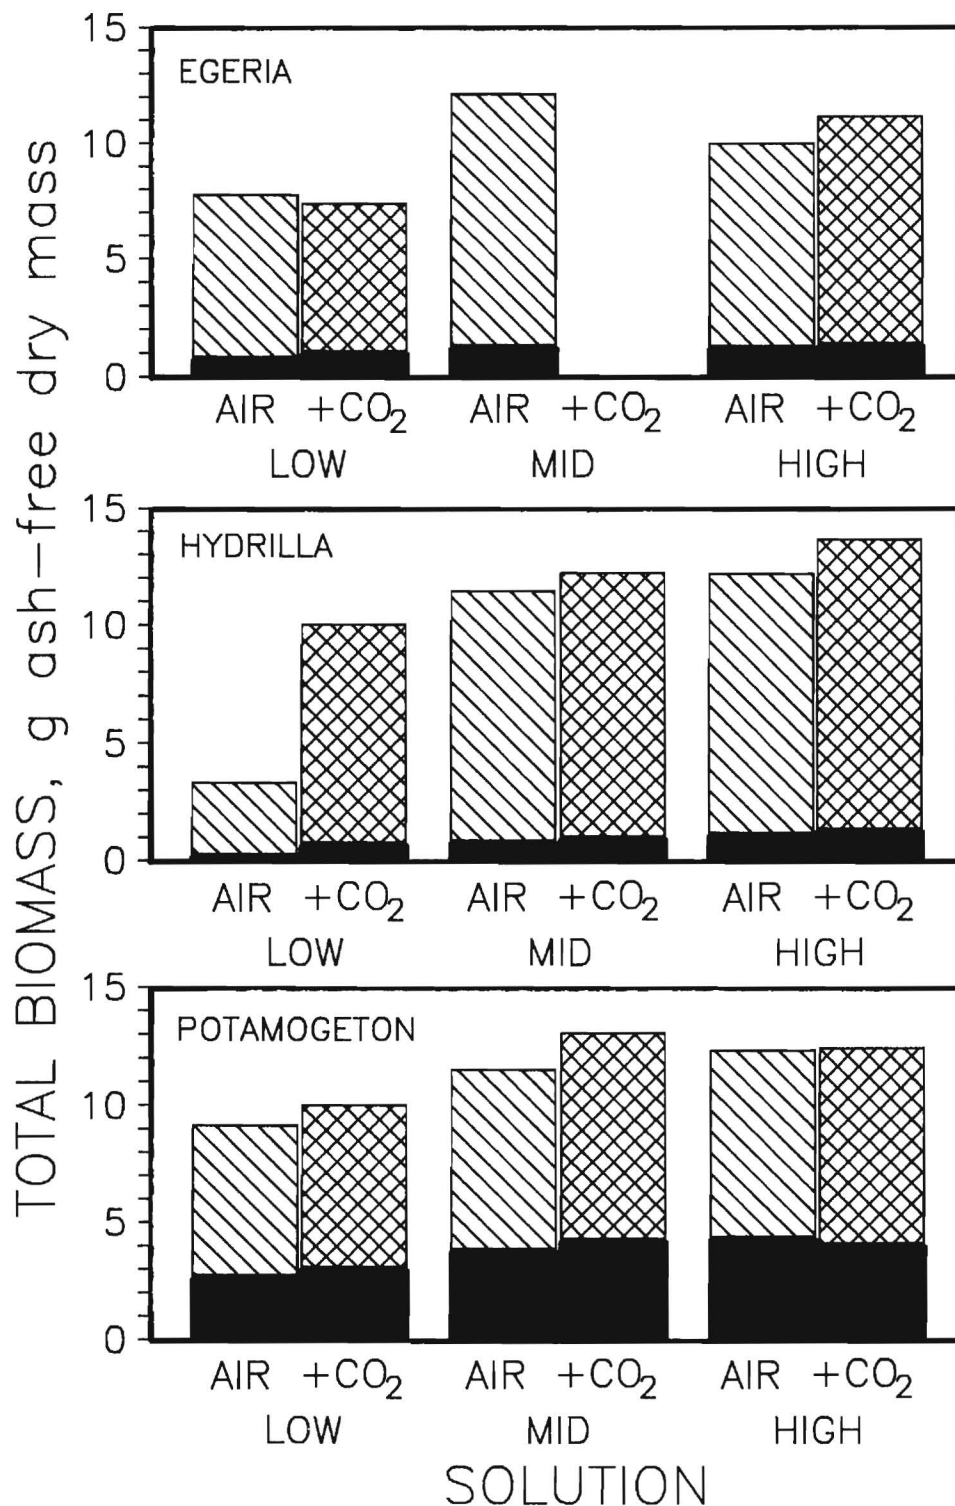 TOTAL BIOMASS, g ash-free dry mass
15
10
5
0
EGERIA
AIR +CO2 AIR +CO2 AIR +CO2
LOW MID HIGH
15
10
5
0
HYDRILLA
AIR +CO2 AIR +CO2 AIR +CO2
LOW MID HIGH
15
10
5
0
POTAMOGETON
AIR +CO2 AIR +CO2 AIR +CO2
LOW MID HIGH
SOLUTION